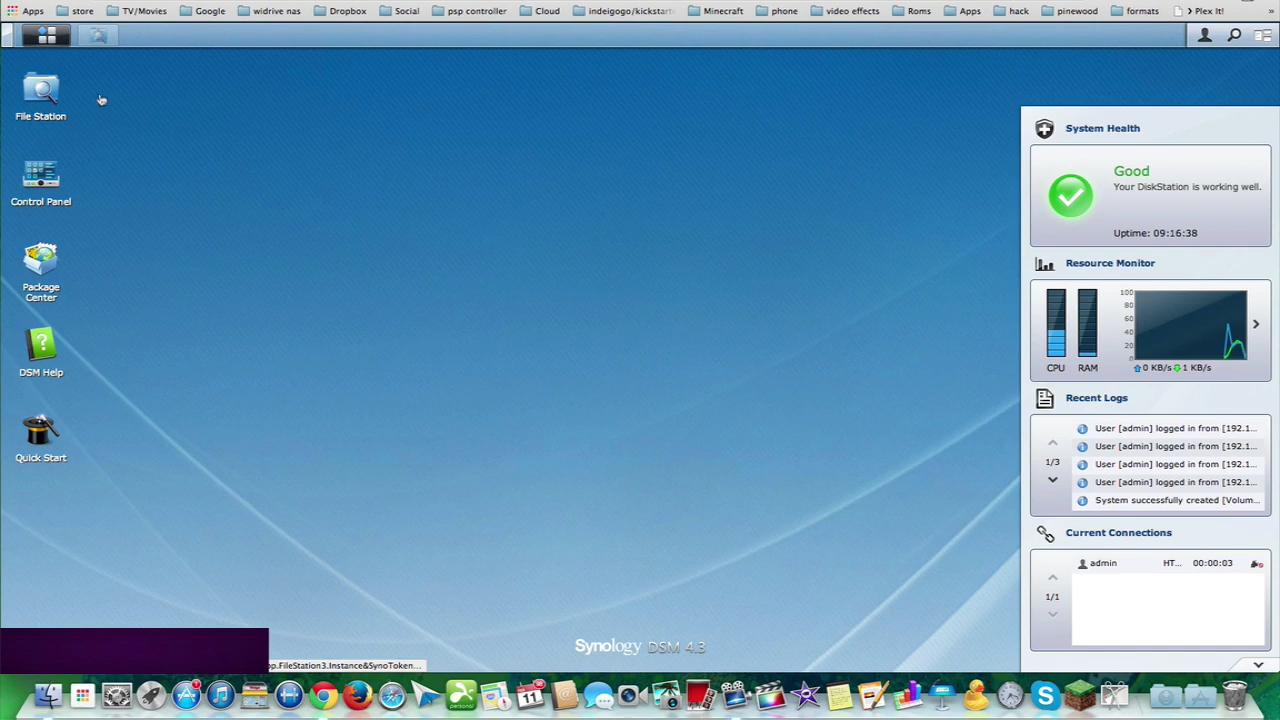 Apps store TV/Movies Google widrive nas Dropbox Social psp controller Cloud indeigogo/kickstart Minecraft phone video effects Roms Apps hack pinewood formats > Plex It! »
File Station
Control Panel
Package
Center
DSM Help
Quick Start
System Health
Good
Your DiskStation is working well.
Uptime: 09:16:38
Resource Monitor
100
80
60
40
20
0
CPU RAM 0 KB/s 1 KB/s
Recent Logs
User [admin] logged in from [192.1...
User [admin] logged in from [192.1...
1/3
User [admin] logged in from [192.1...
User [admin] logged in from [192.1...
System successfully created [Volum...
Current Connections
admin HT... 00:00:03
1/1
Synology DSM 4.3
op.FileStation3.Instance&SynoToken...
personal
11